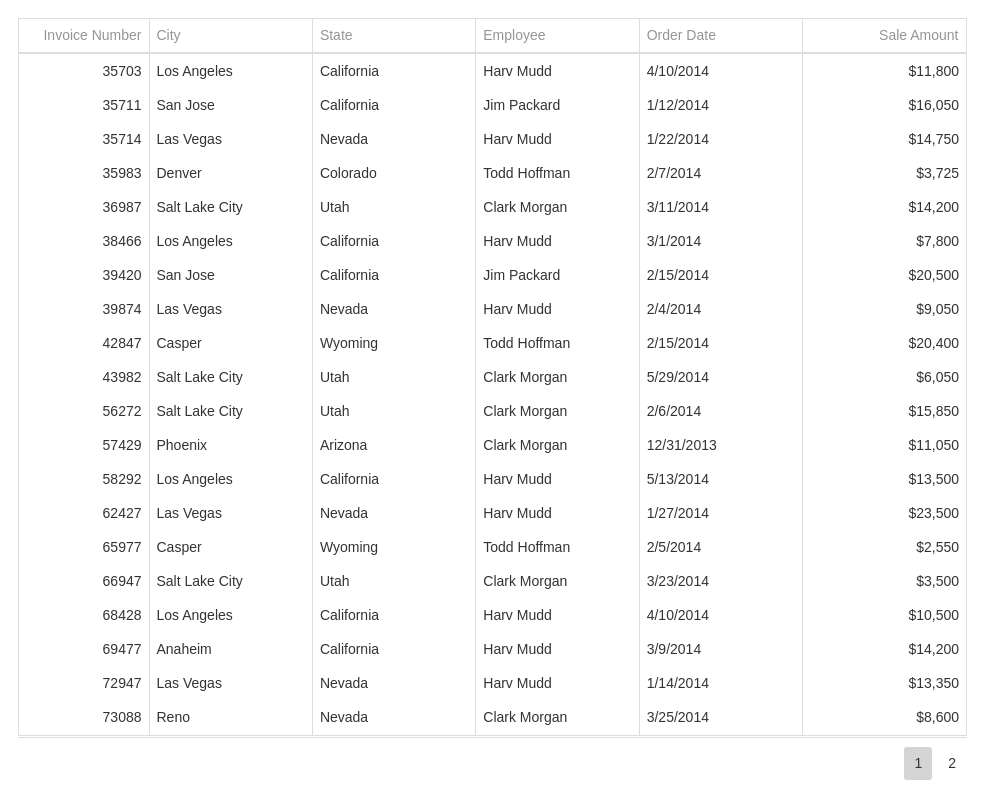 Invoice Number City State Employee Order Date Sale Amount
35703 Los Angeles California Harv Mudd 4/10/2014 $11,800
35711 San Jose California Jim Packard 1/12/2014 $16,050
35714 Las Vegas Nevada Harv Mudd 1/22/2014 $14,750
35983 Denver Colorado Todd Hoffman 2/7/2014 $3,725
36987 Salt Lake City Utah Clark Morgan 3/11/2014 $14,200
38466 Los Angeles California Harv Mudd 3/1/2014 $7,800
39420 San Jose California Jim Packard 2/15/2014 $20,500
39874 Las Vegas Nevada Harv Mudd 2/4/2014 $9,050
42847 Casper Wyoming Todd Hoffman 2/15/2014 $20,400
43982 Salt Lake City Utah Clark Morgan 5/29/2014 $6,050
56272 Salt Lake City Utah Clark Morgan 2/6/2014 $15,850
57429 Phoenix Arizona Clark Morgan 12/31/2013 $11,050
58292 Los Angeles California Harv Mudd 5/13/2014 $13,500
62427 Las Vegas Nevada Harv Mudd 1/27/2014 $23,500
65977 Casper Wyoming Todd Hoffman 2/5/2014 $2,550
66947 Salt Lake City Utah Clark Morgan 3/23/2014 $3,500
68428 Los Angeles California Harv Mudd 4/10/2014 $10,500
69477 Anaheim California Harv Mudd 3/9/2014 $14,200
72947 Las Vegas Nevada Harv Mudd 1/14/2014 $13,350
73088 Reno Nevada Clark Morgan 3/25/2014 $8,600
1 2